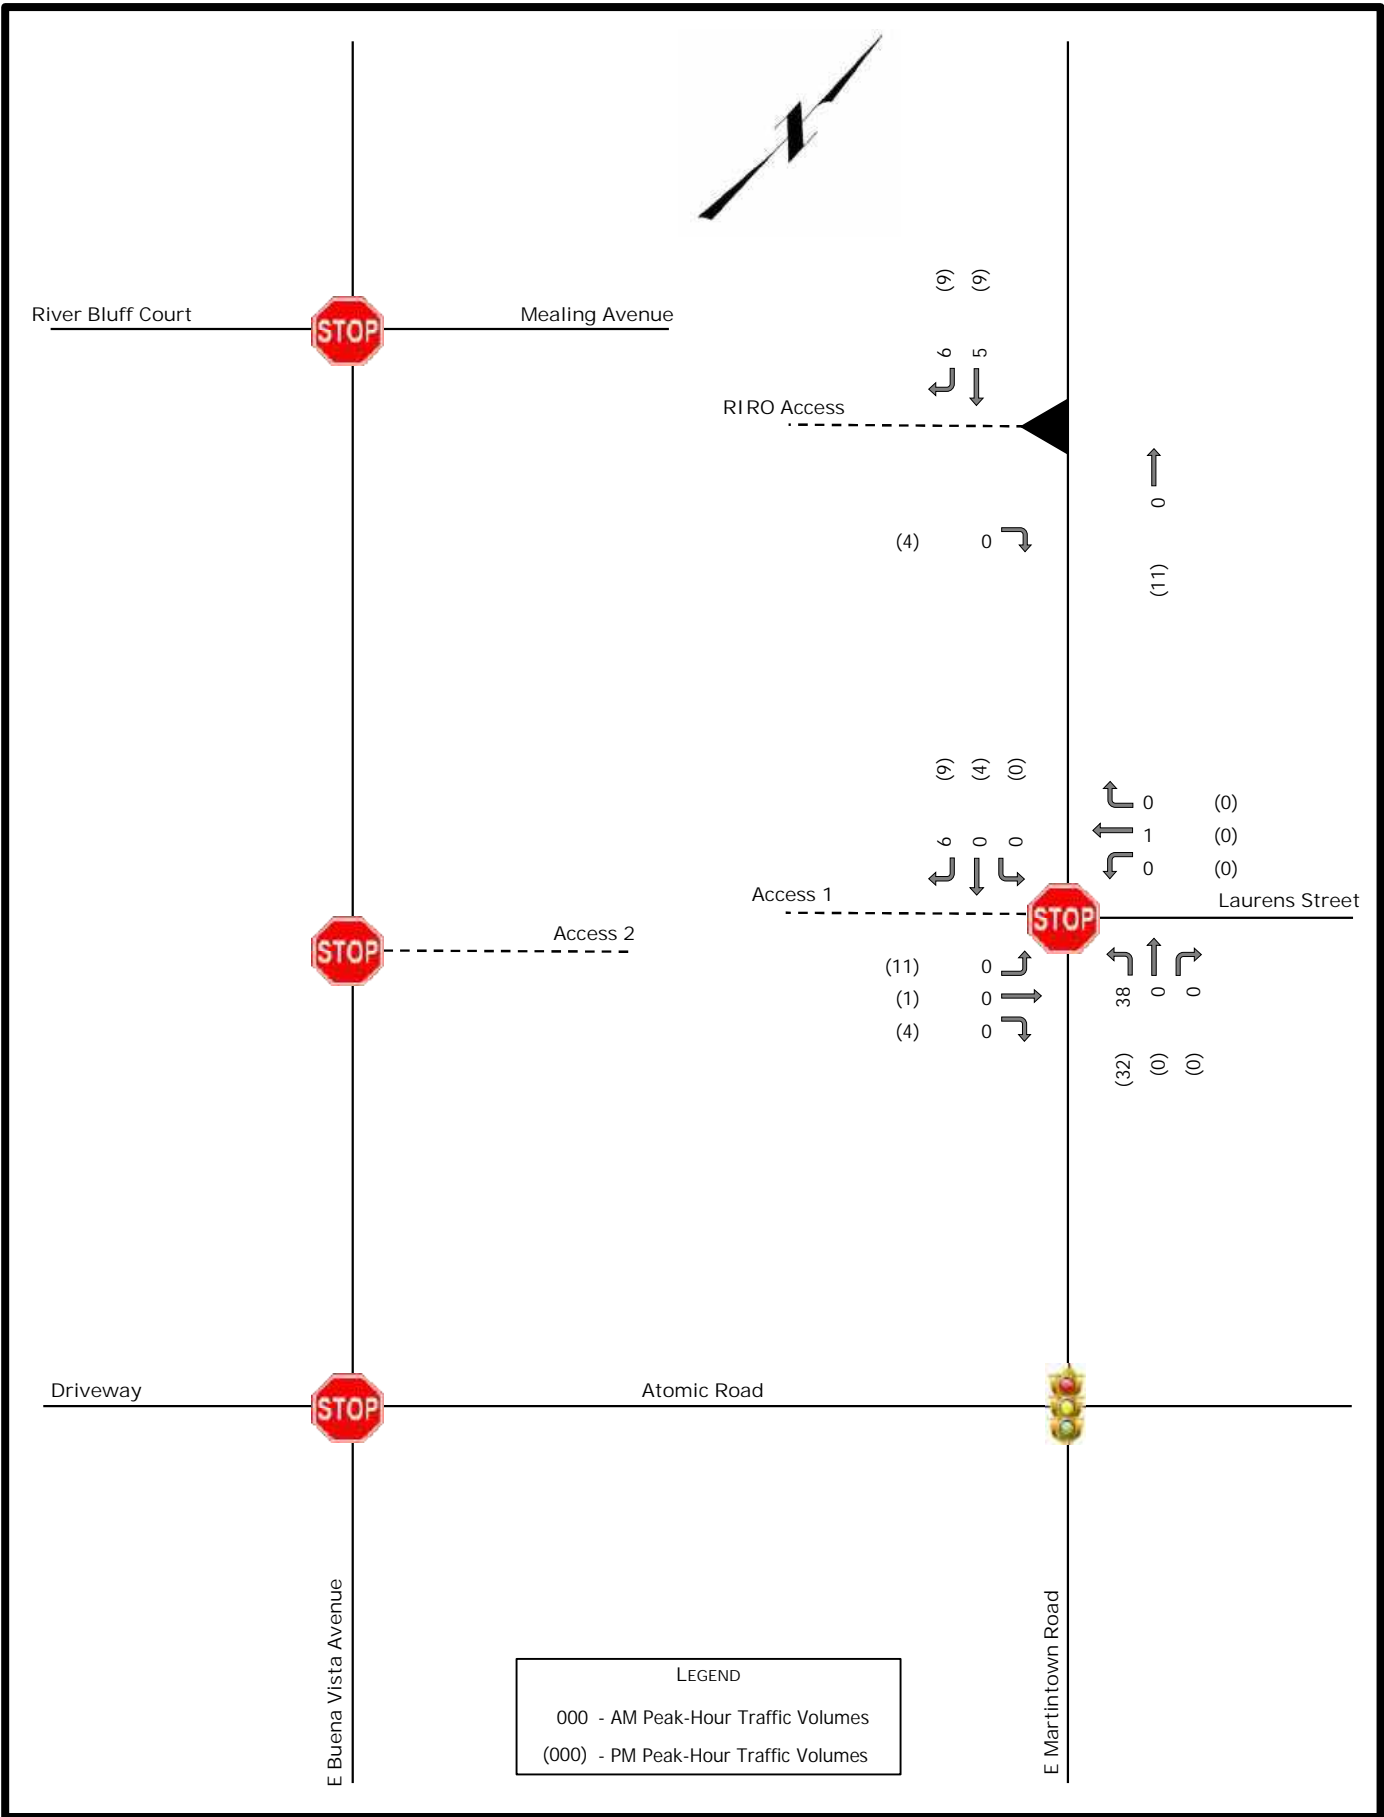 (9) (9)
River Bluff Court
STOP
Mealing Avenue
6 5
RIRO Access
0
(4) 0
(11)
(9) (4) (0)
0 (0)
1 (0)
6 0 0
0 (0)
Access 1
STOP
Laurens Street
STOP
Access 2
(11) 0
(1) 0
(4) 0
38 0 0
(32) (0) (0)
Driveway
STOP
Atomic Road
E Buena Vista Avenue
E Martintown Road
LEGEND
000 - AM Peak-Hour Traffic Volumes
(000) - PM Peak-Hour Traffic Volumes